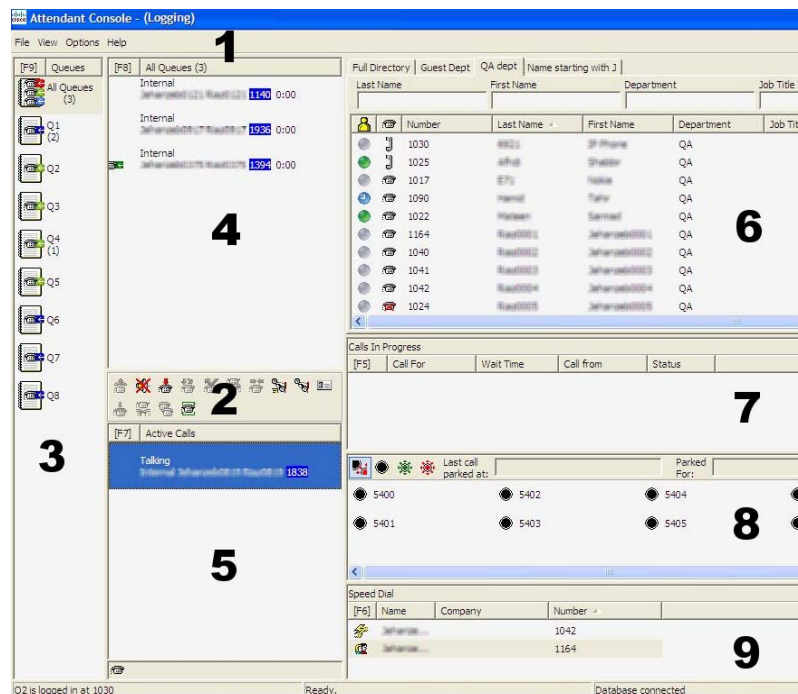 cisco Attendant Console - (Logging)
File View Options Help
1
[F9] Queues
All Queues
(3)
Q1
(2)
Q2
Q3
Q4
(1)
Q5
Q6
Q7
Q8
3
[F8] All Queues (3)
Internal
1140 0:00
Internal
1936 0:00
Internal
1394 0:00
4
2
[F7] Active Calls
Talking
1838
5
Full Directory Guest Dept QA dept Name starting with J
Last Name First Name Department Job Title
Number Last Name First Name Department Job Tit
1030 QA
1025 QA
1017 QA
1090 QA
1022 QA
1164 QA
1040 QA
1041 QA
1042 QA
1024 QA
6
Calls In Progress
[F5] Call For Wait Time Call from Status
7
Last call parked at: Parked For:
5400 5402 5404
5401 5403 5405
8
Speed Dial
[F6] Name Company Number
1042
1164
9
O2 is logged in at 1030 Ready. Database connected